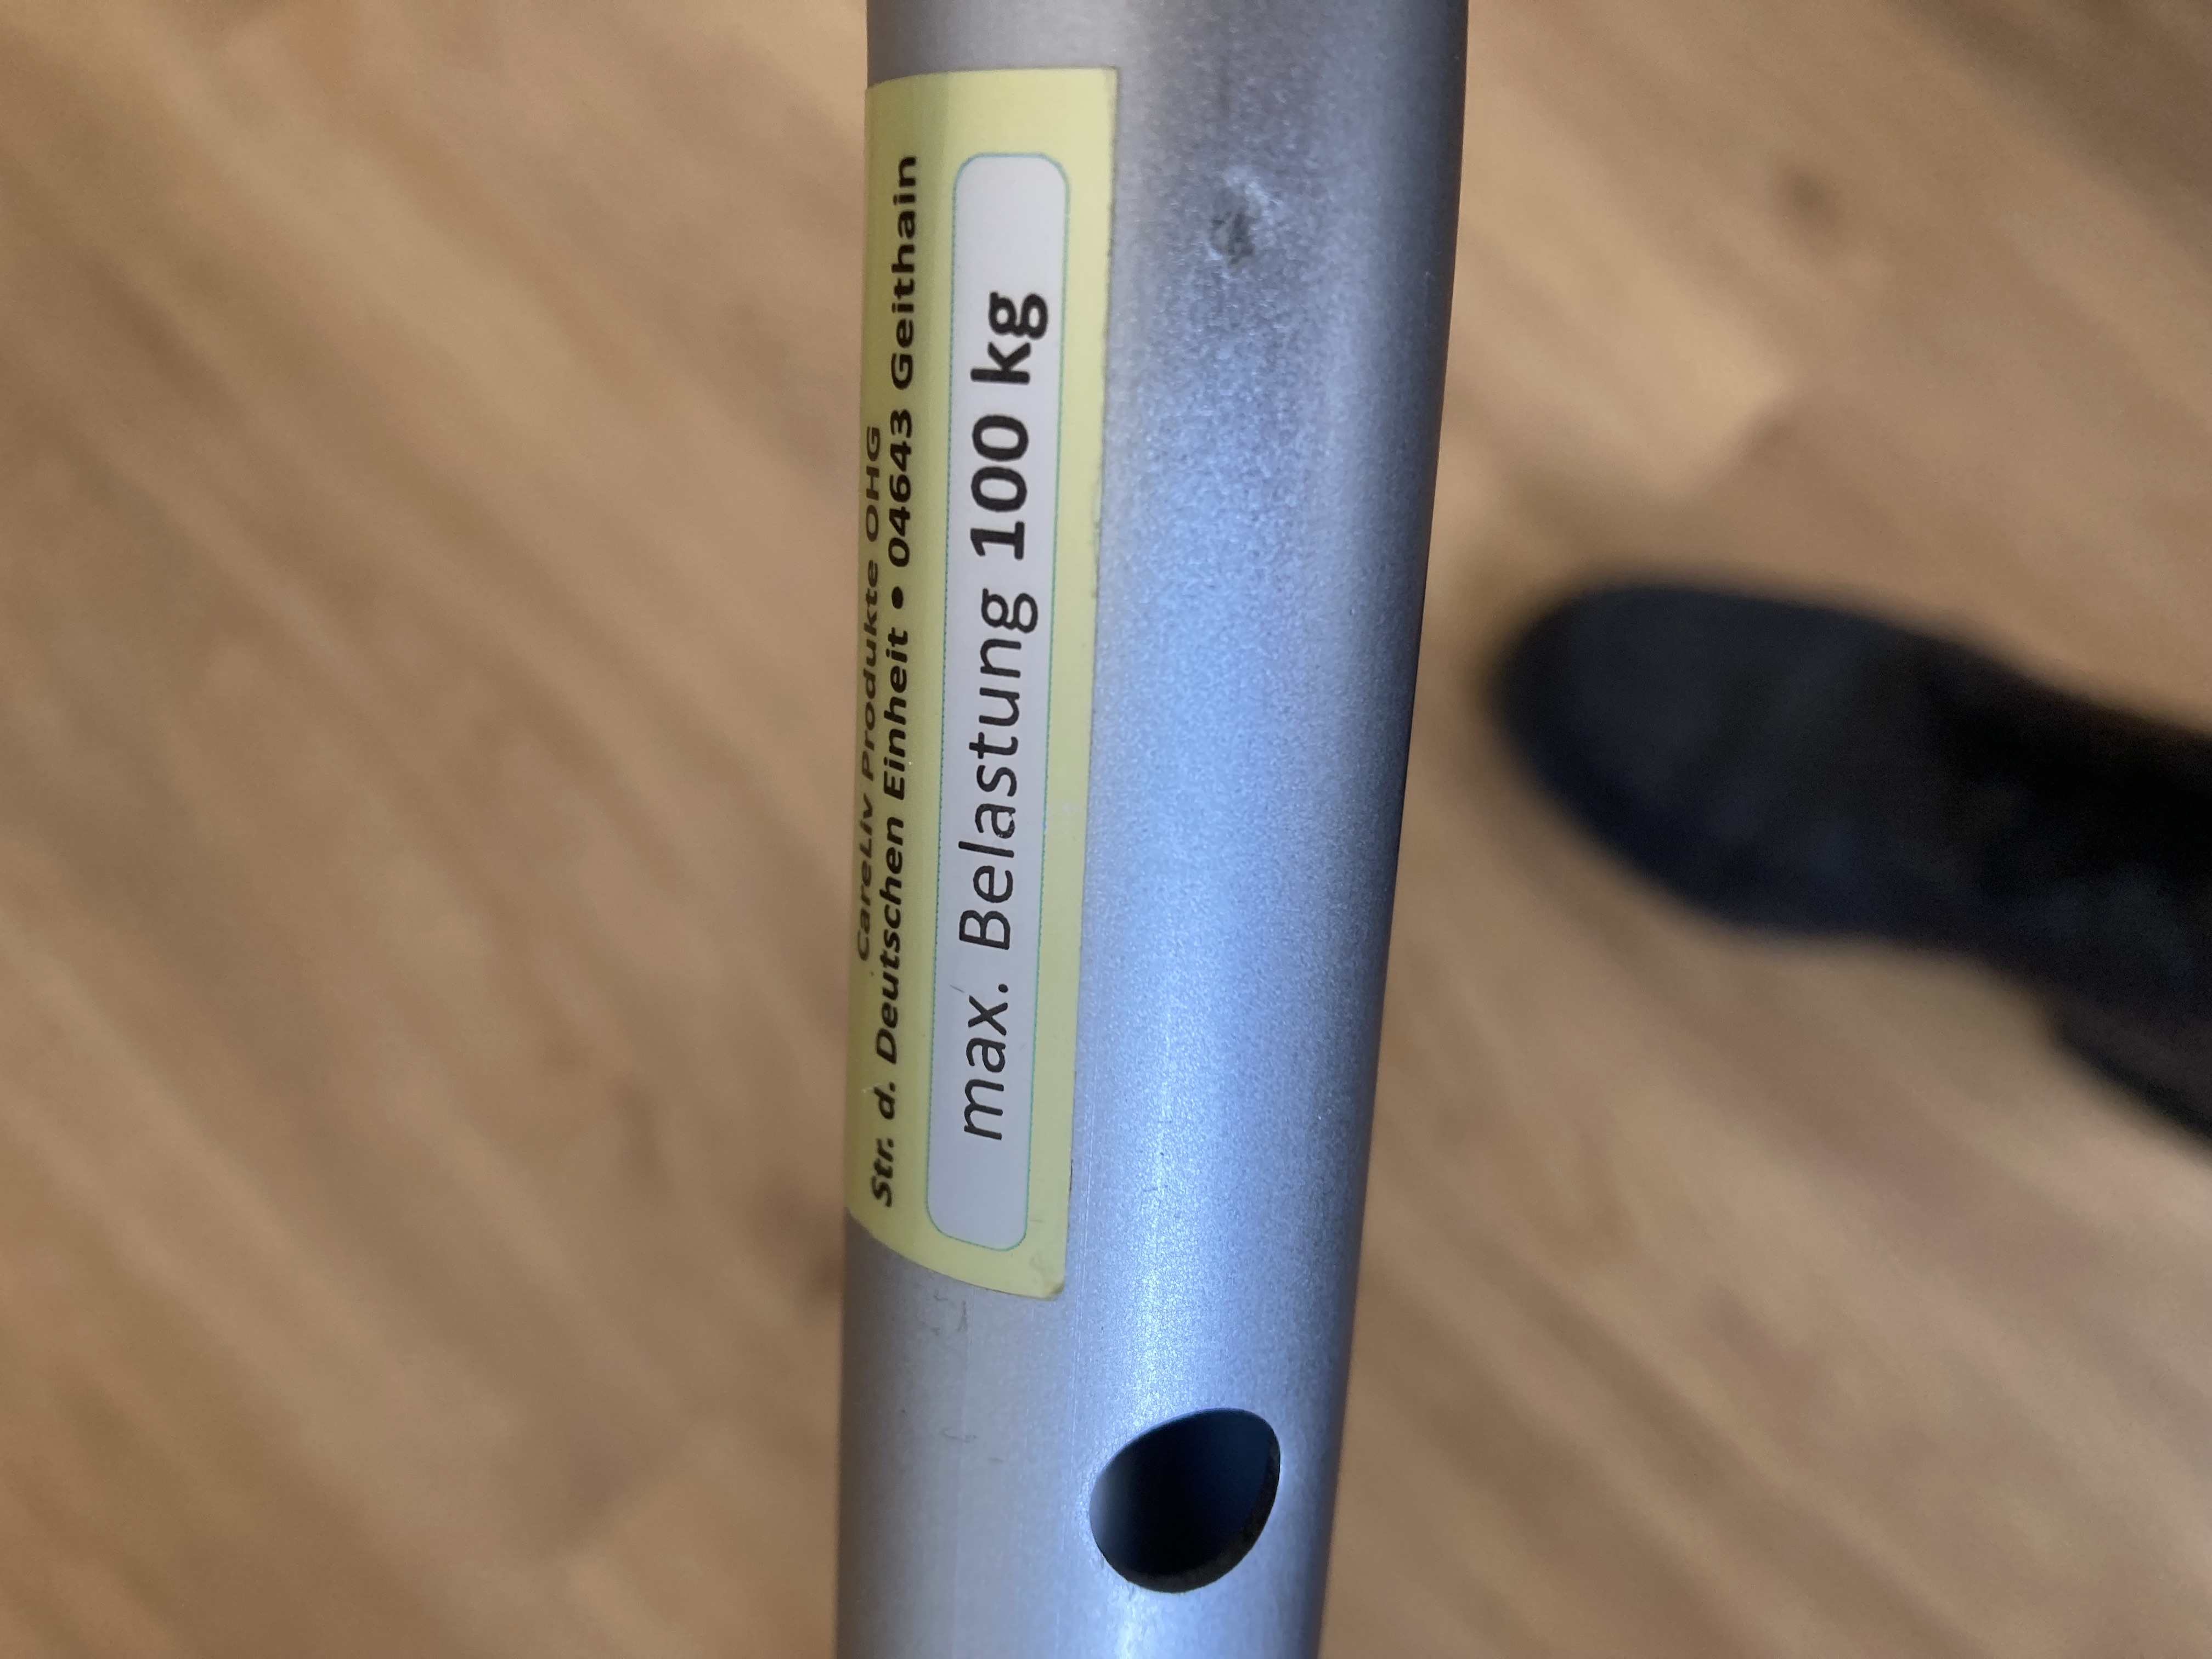 CareLiv Produkte OHG
Str. d. Deutschen Einheit • 04643 Geithain
max. Belastung 100 kg